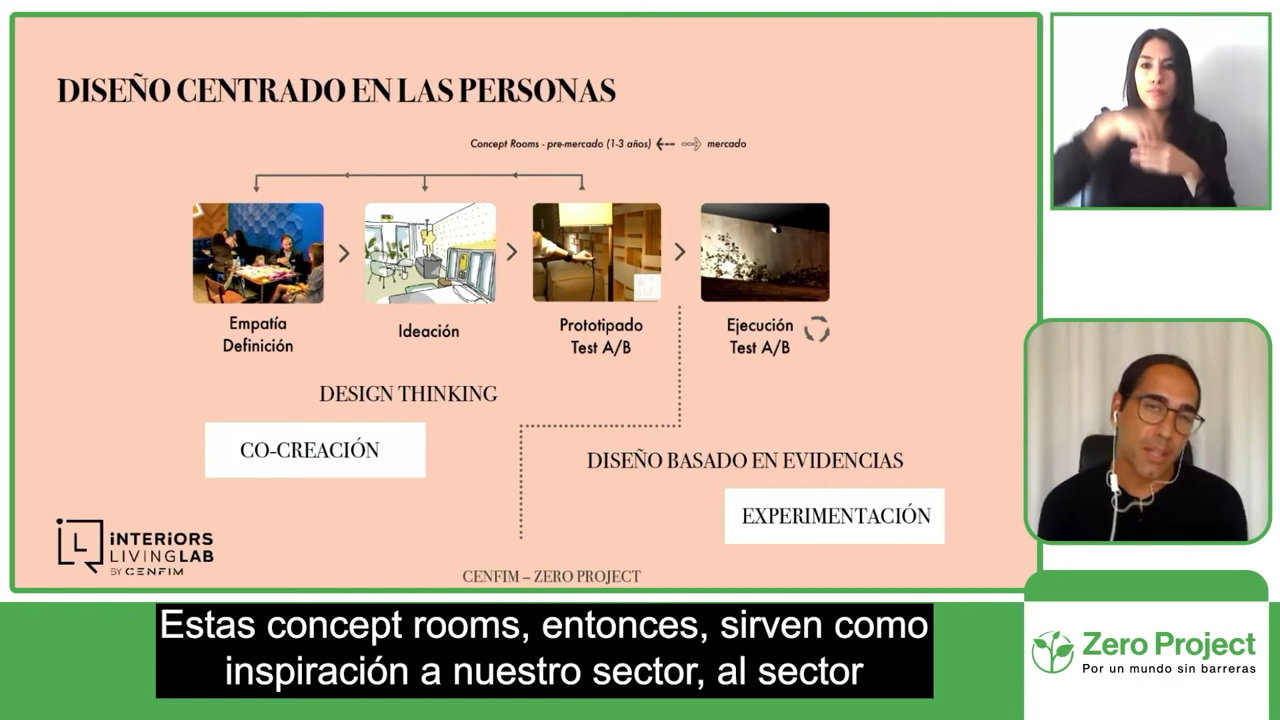 DISEÑO CENTRADO EN LAS PERSONAS
Concept Rooms - pre-mercado (1-3 años) mercado
Empatía
Definición
Ideación
Prototipado
Test A/B
Ejecución
Test A/B
DESIGN THINKING
CO-CREACIÓN
DISEÑO BASADO EN EVIDENCIAS
EXPERIMENTACIÓN
L
iNTERiORS
LIVINGLAB
BY CENFIM
CENFIM – ZERO PROJECT
Estas concept rooms, entonces, sirven como
inspiración a nuestro sector, al sector
Zero Project
Por un mundo sin barreras